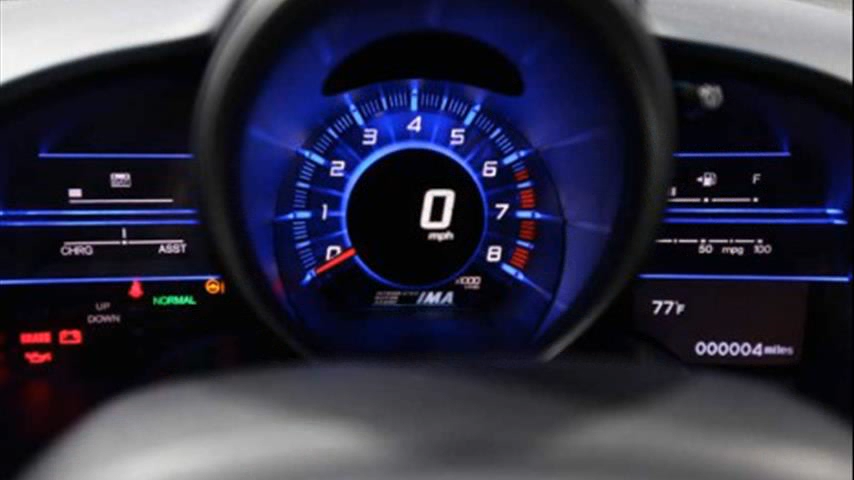 0 1 2 3 4 5 6 7 8
0
mph
x1000
IMA
CHRG ASST
UP
DOWN
NORMAL
BRAKE
F
50 mpg 100
77°F
000004 miles